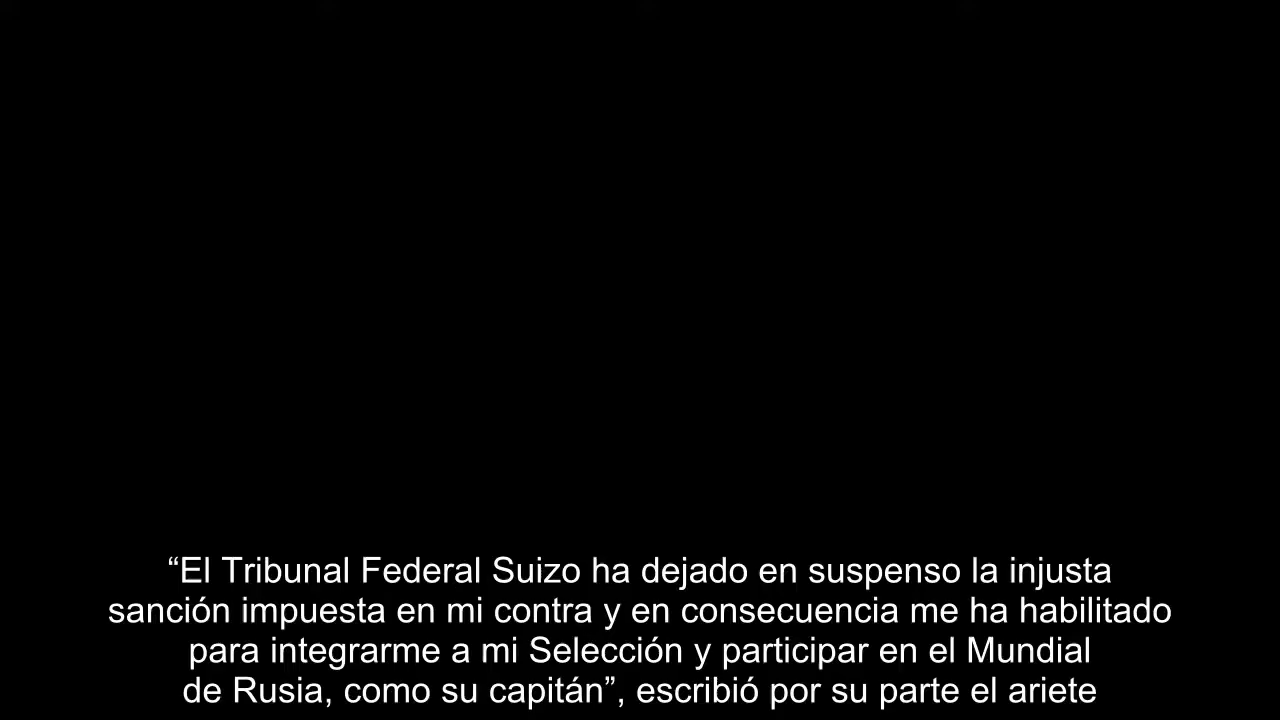 “El Tribunal Federal Suizo ha dejado en suspenso la injusta
sanción impuesta en mi contra y en consecuencia me ha habilitado
para integrarme a mi Selección y participar en el Mundial
de Rusia, como su capitán”, escribió por su parte el ariete